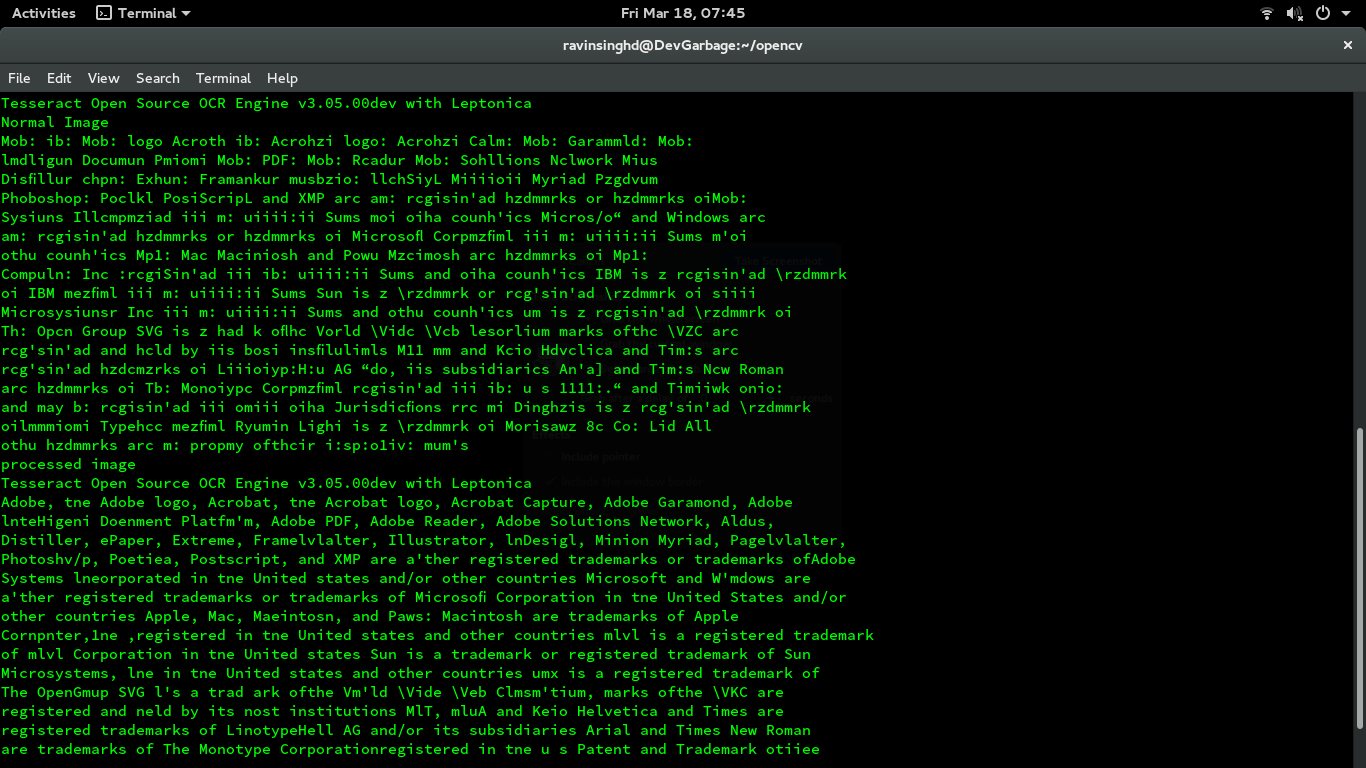 Activities
Terminal
Fri Mar 18, 07:45
ravinsinghd@DevGarbage:~/opencv
File Edit View Search Terminal Help
Tesseract Open Source OCR Engine v3.05.00dev with Leptonica
Normal Image
Mob: ib: Mob: logo Acroth ib: Acrohzi logo: Acrohzi Calm: Mob: Garammld: Mob:
lmdligun Documun Pmiomi Mob: PDF: Mob: Rcadur Mob: Sohllions Nclwork Mius
Disfillur chpn: Exhun: Framankur musbzio: llchSiyL Miiiioii Myriad Pzgdvum
Phoboshop: Poclkl PosiScripL and XMP arc am: rcgisin'ad hzdmmrks or hzdmmrks oiMob:
Sysiuns Illcmpmziad iii m: uiiii:ii Sums moi oiha counh'ics Micros/o“ and Windows arc
am: rcgisin'ad hzdmmrks or hzdmmrks oi Microsofl Corpmzfiml iii m: uiiii:ii Sums m'oi
othu counh'ics Mp1: Mac Maciniosh and Powu Mzcimosh arc hzdmmrks oi Mp1:
Compuln: Inc :rcgiSin'ad iii ib: uiiii:ii Sums and oiha counh'ics IBM is z rcgisin'ad \rzdmmrk
oi IBM mezfiml iii m: uiiii:ii Sums Sun is z \rzdmmrk or rcg'sin'ad \rzdmmrk oi siiii
Microsysiunsr Inc iii m: uiiii:ii Sums and othu counh'ics um is z rcgisin'ad \rzdmmrk oi
Th: Opcn Group SVG is z had k oflhc Vorld \Vidc \Vcb lesorlium marks ofthc \VZC arc
rcg'sin'ad and hcld by iis bosi insfilulimls M11 mm and Kcio Hdvclica and Tim:s arc
rcg'sin'ad hzdcmzrks oi Liiioiyp:H:u AG “do, iis subsidiarics An'a] and Tim:s Ncw Roman
arc hzdmmrks oi Tb: Monoiypc Corpmzfiml rcgisin'ad iii ib: u s 1111:.“ and Timiiwk onio:
and may b: rcgisin'ad iii omiii oiha Jurisdicfions rrc mi Dinghzis is z rcg'sin'ad \rzdmmrk
oilmmmiomi Typehcc mezfiml Ryumin Lighi is z \rzdmmrk oi Morisawz 8c Co: Lid All
othu hzdmmrks arc m: propmy ofthcir i:sp:o1iv: mum's
processed image
Tesseract Open Source OCR Engine v3.05.00dev with Leptonica
Adobe, tne Adobe logo, Acrobat, tne Acrobat logo, Acrobat Capture, Adobe Garamond, Adobe
lnteHigeni Doenment Platfm'm, Adobe PDF, Adobe Reader, Adobe Solutions Network, Aldus,
Distiller, ePaper, Extreme, Framelvlalter, Illustrator, lnDesigl, Minion Myriad, Pagelvlalter,
Photoshv/p, Poetiea, Postscript, and XMP are a'ther registered trademarks or trademarks ofAdobe
Systems lneorporated in tne United states and/or other countries Microsoft and W'mdows are
a'ther registered trademarks or trademarks of Microsofi Corporation in tne United States and/or
other countries Apple, Mac, Maeintosn, and Paws: Macintosh are trademarks of Apple
Cornpnter,lne ,registered in tne United states and other countries mlvl is a registered trademark
of mlvl Corporation in tne United states Sun is a trademark or registered trademark of Sun
Microsystems, lne in tne United states and other countries umx is a registered trademark of
The OpenGmup SVG l's a trad ark ofthe Vm'ld \Vide \Veb Clmsm'tium, marks ofthe \VKC are
registered and neld by its nost institutions MlT, mluA and Keio Helvetica and Times are
registered trademarks of LinotypeHell AG and/or its subsidiaries Arial and Times New Roman
are trademarks of The Monotype Corporationregistered in tne u s Patent and Trademark otiiee